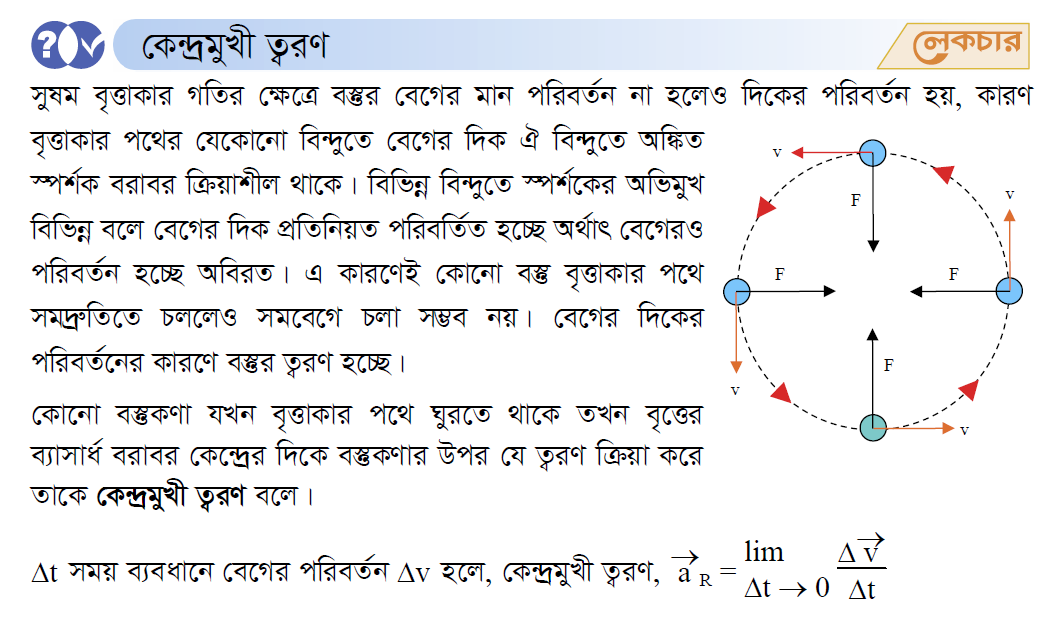 কেন্দ্রমুখী ত্বরণ
লেকচার
সুষম বৃত্তাকার গতির ক্ষেত্রে বস্তুর বেগের মান পরিবর্তন না হলেও দিকের পরিবর্তন হয়, কারণ
বৃত্তাকার পথের যেকোনো বিন্দুতে বেগের দিক ঐ বিন্দুতে অঙ্কিত
স্পর্শক বরাবর ক্রিয়াশীল থাকে। বিভিন্ন বিন্দুতে স্পর্শকের অভিমুখ
বিভিন্ন বলে বেগের দিক প্রতিনিয়ত পরিবর্তিত হচ্ছে অর্থাৎ বেগেরও
পরিবর্তন হচ্ছে অবিরত। এ কারণেই কোনো বস্তু বৃত্তাকার পথে
সমদ্রুতিতে চললেও সমবেগে চলা সম্ভব নয়। বেগের দিকের
পরিবর্তনের কারণে বস্তুর ত্বরণ হচ্ছে।
কোনো বস্তুকণা যখন বৃত্তাকার পথে ঘুরতে থাকে তখন বৃত্তের
ব্যাসার্ধ বরাবর কেন্দ্রের দিকে বস্তুকণার উপর যে ত্বরণ ক্রিয়া করে
তাকে কেন্দ্রমুখী ত্বরণ বলে।
v
F
v
F
F
v
F
v
Δt সময় ব্যবধানে বেগের পরিবর্তন Δv হলে, কেন্দ্রমুখী ত্বরণ, a⃗ R = lim Δt → 0 Δv⃗ / Δt